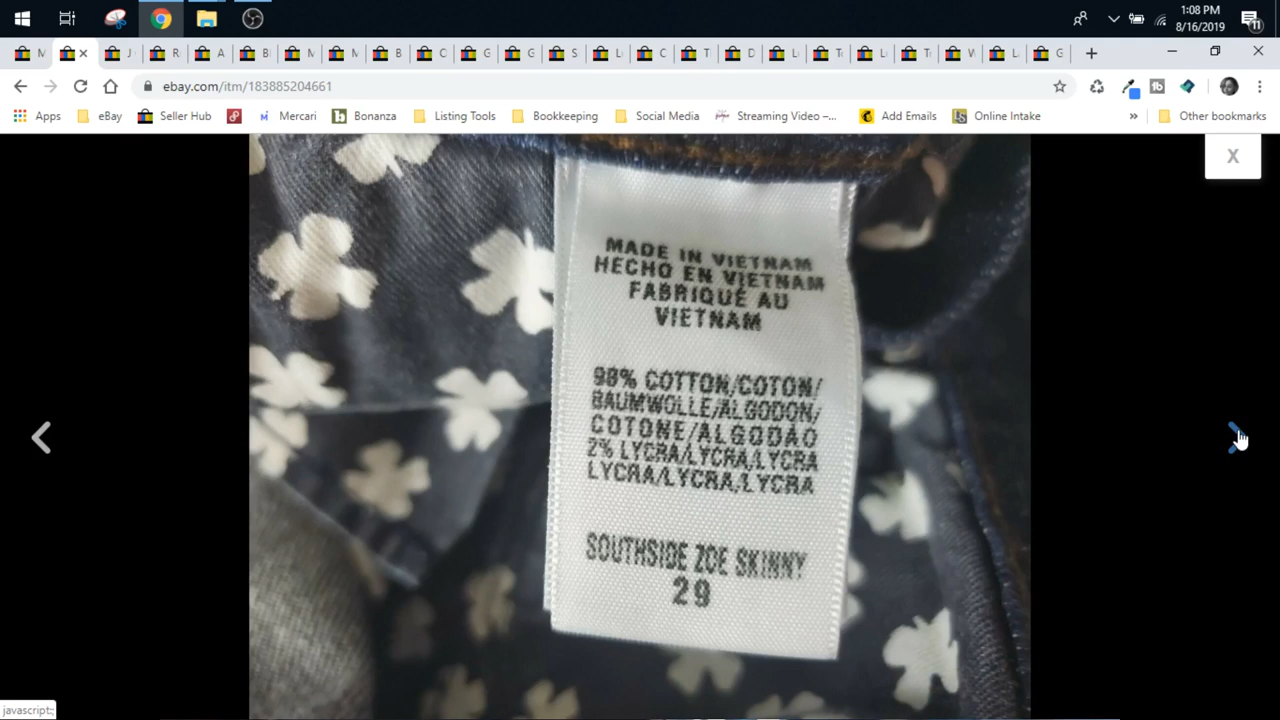 1:08 PM
8/16/2019
11
ebay.com/itm/183885204661
Apps
eBay
Seller Hub
Mercari
Bonanza
Listing Tools
Bookkeeping
Social Media
Streaming Video –...
Add Emails
Online Intake
»
Other bookmarks
X
MADE IN VIETNAM
HECHO EN VIETNAM
FABRIQUÉ AU
VIETNAM
98% COTTON/COTON/
BAUMWOLLE/ALGODON/
COTONE/ALGODAO
2% LYCRA/LYCRA/LYCRA
LYCRA/LYCRA/LYCRA
SOUTHSIDE ZOE SKINNY
29
javascript:;